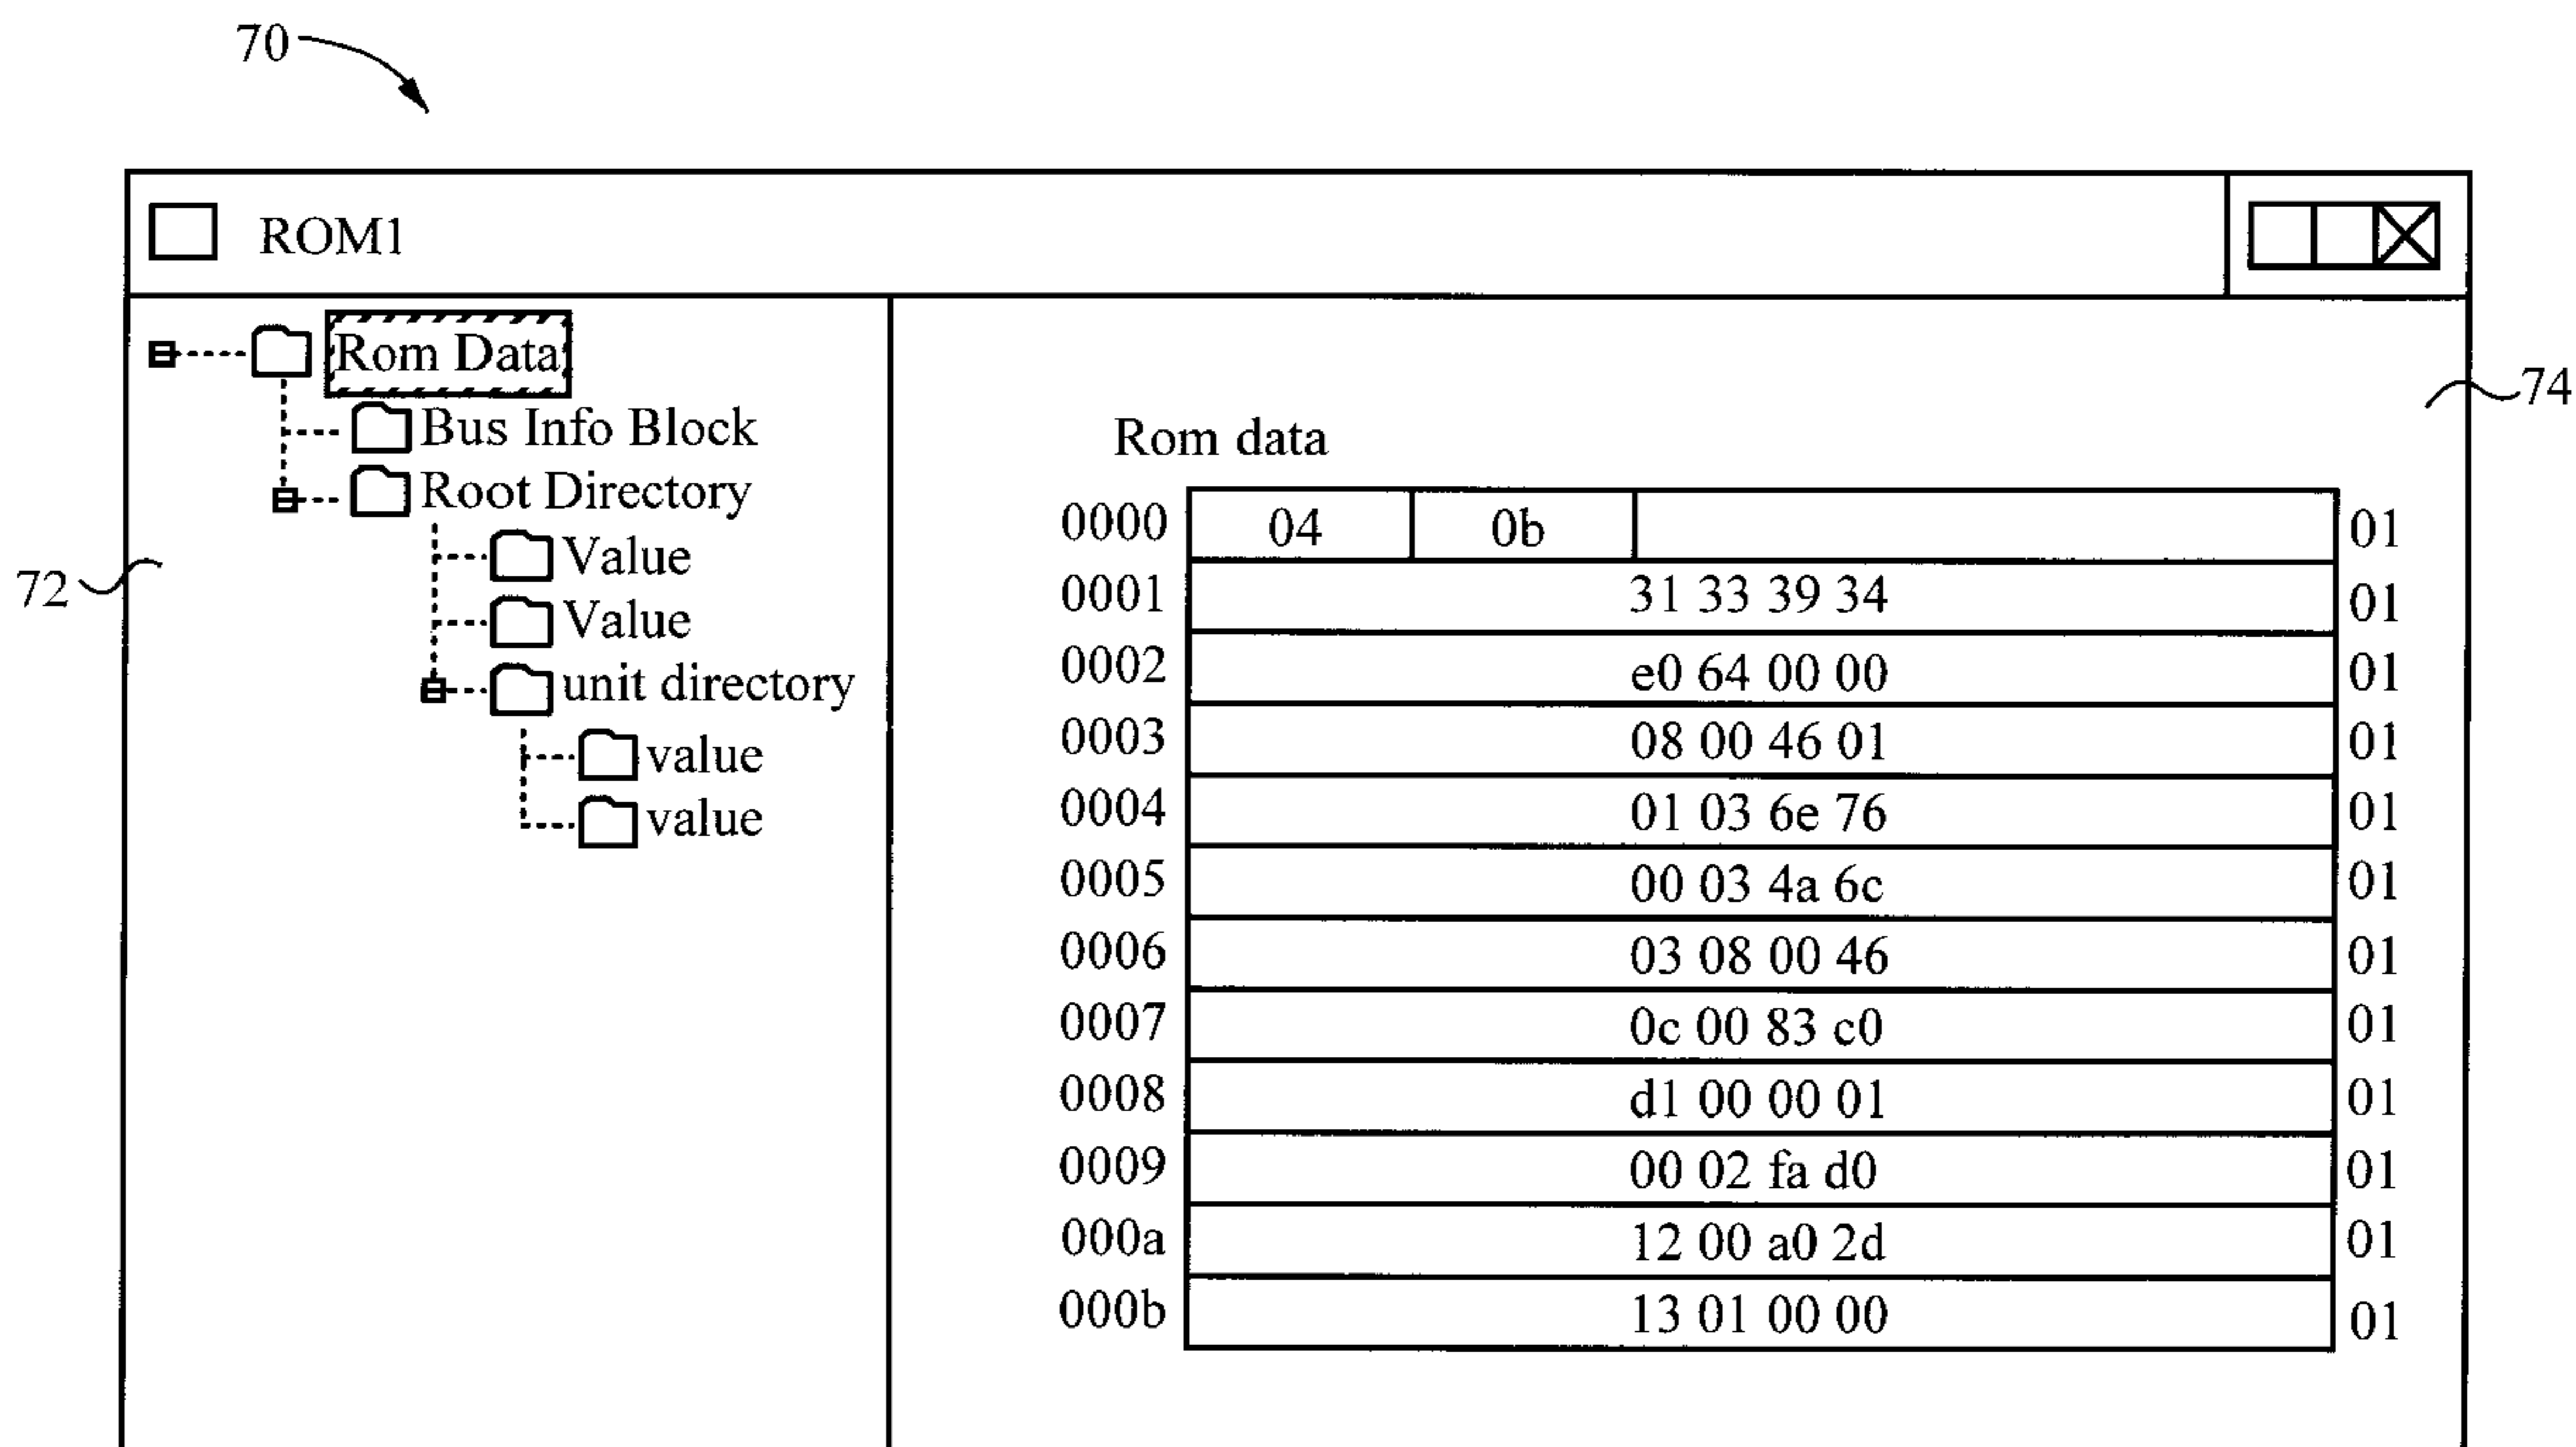 70
ROM1
Rom Data
Bus Info Block
Root Directory
Value
Value
unit directory
value
value
72
74
Rom data
0000 04 0b 01
0001 31 33 39 34 01
0002 e0 64 00 00 01
0003 08 00 46 01 01
0004 01 03 6e 76 01
0005 00 03 4a 6c 01
0006 03 08 00 46 01
0007 0c 00 83 c0 01
0008 d1 00 00 01 01
0009 00 02 fa d0 01
000a 12 00 a0 2d 01
000b 13 01 00 00 01